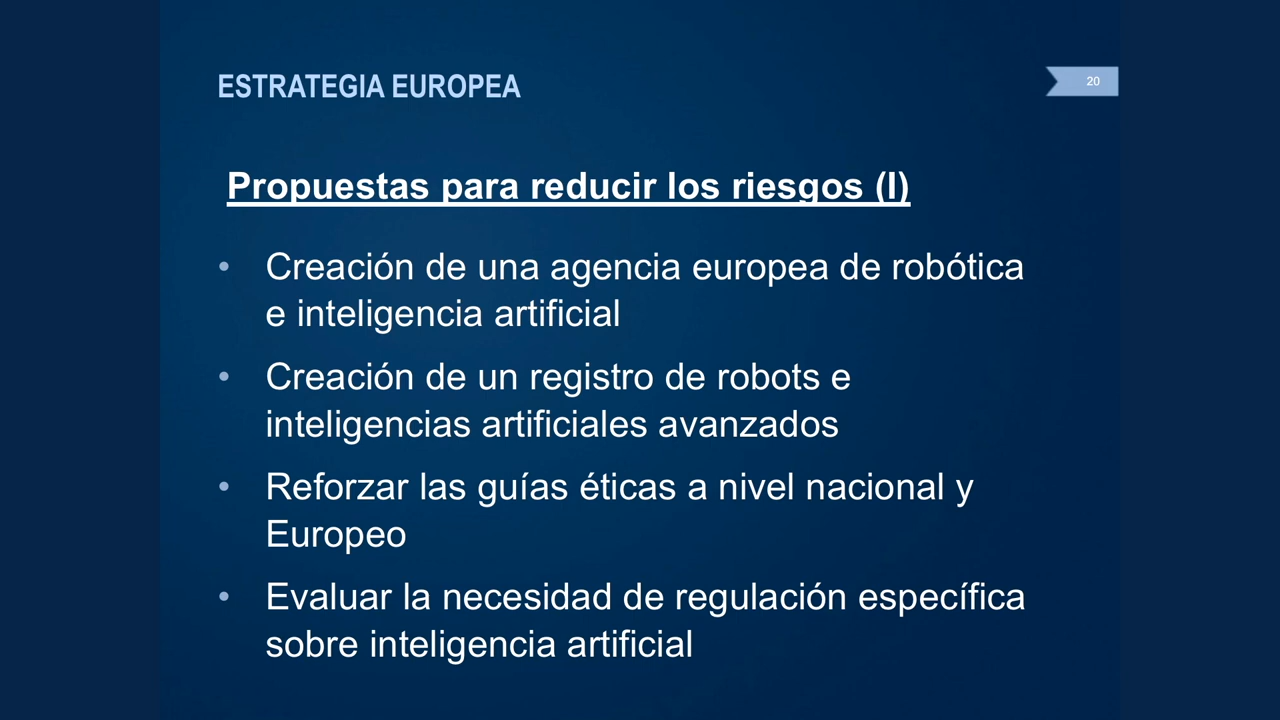 ESTRATEGIA EUROPEA
20
Propuestas para reducir los riesgos (I)
• Creación de una agencia europea de robótica
e inteligencia artificial
• Creación de un registro de robots e
inteligencias artificiales avanzados
• Reforzar las guías éticas a nivel nacional y
Europeo
• Evaluar la necesidad de regulación específica
sobre inteligencia artificial